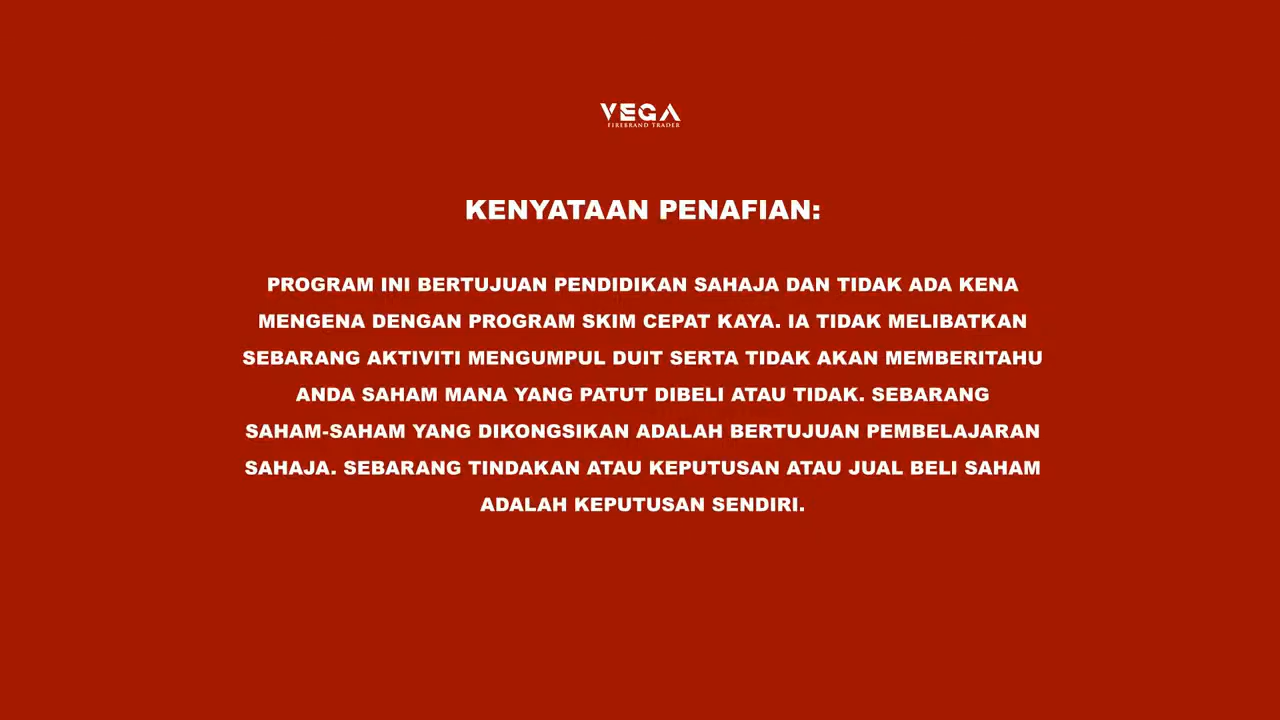 VEGA
FIREBRAND TRADER
KENYATAAN PENAFIAN:
PROGRAM INI BERTUJUAN PENDIDIKAN SAHAJA DAN TIDAK ADA KENA
MENGENA DENGAN PROGRAM SKIM CEPAT KAYA. IA TIDAK MELIBATKAN
SEBARANG AKTIVITI MENGUMPUL DUIT SERTA TIDAK AKAN MEMBERITAHU
ANDA SAHAM MANA YANG PATUT DIBELI ATAU TIDAK. SEBARANG
SAHAM-SAHAM YANG DIKONGSIKAN ADALAH BERTUJUAN PEMBELAJARAN
SAHAJA. SEBARANG TINDAKAN ATAU KEPUTUSAN ATAU JUAL BELI SAHAM
ADALAH KEPUTUSAN SENDIRI.